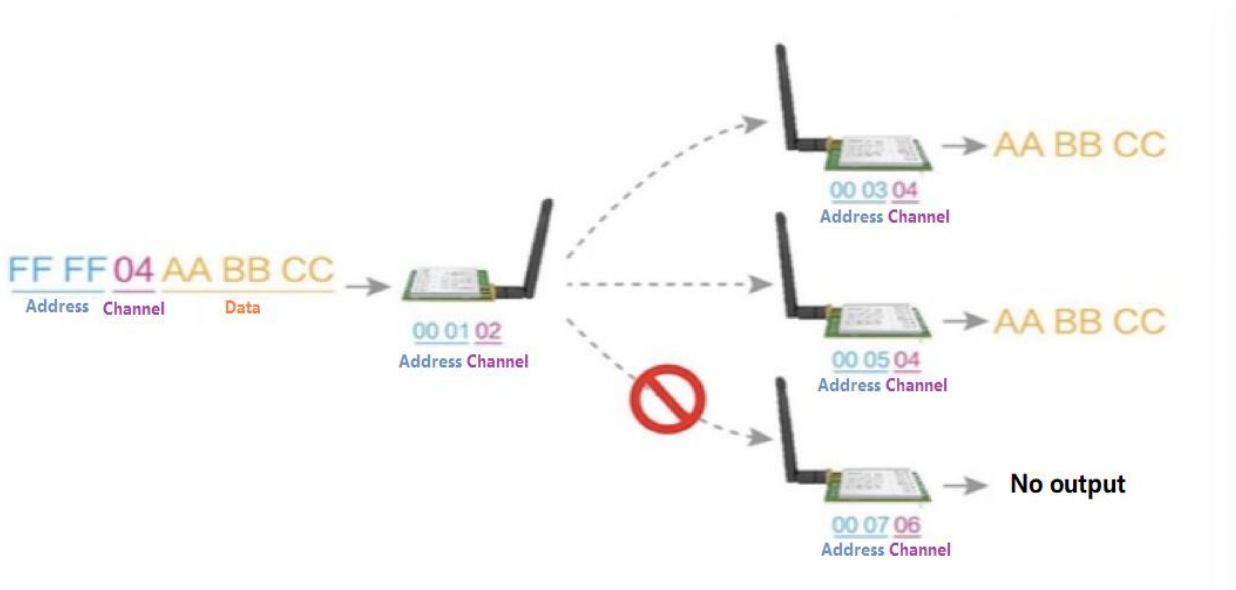 FF FF 04 AA BB CC
Address Channel Data
00 01 02
Address Channel
00 03 04
Address Channel
AA BB CC
00 05 04
Address Channel
AA BB CC
00 07 06
Address Channel
No output